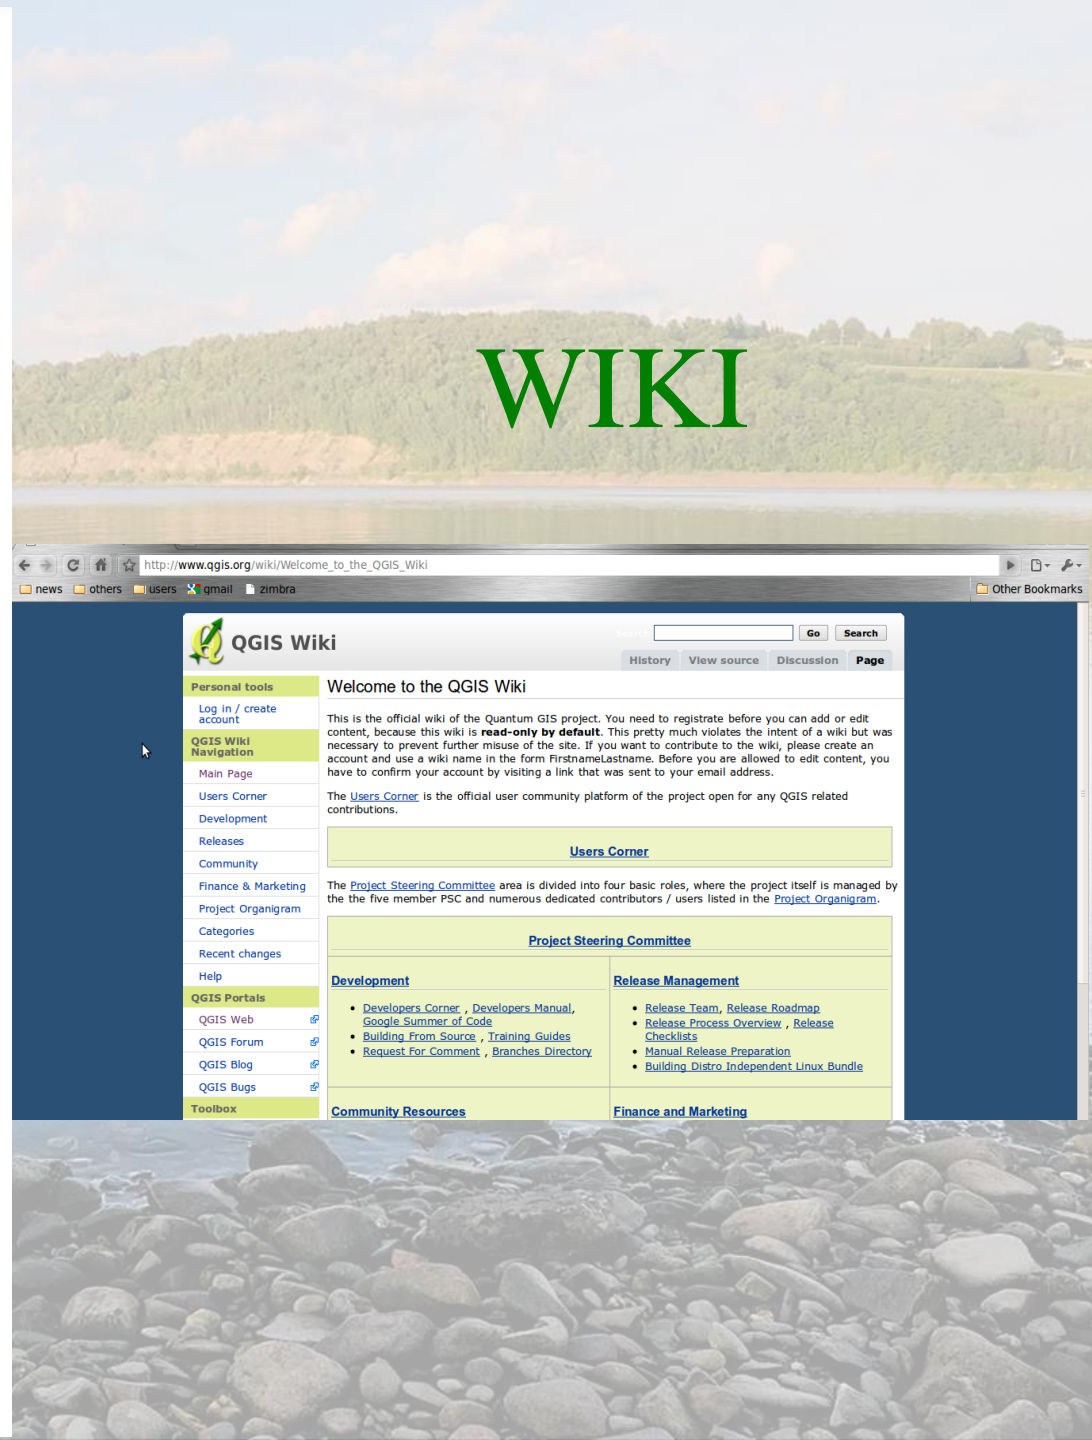 WIKI
http://www.qgis.org/wiki/Welcome_to_the_QGIS_Wiki
news others users gmail zimbra Other Bookmarks
QGIS Wiki
Search
Go Search
History View source Discussion Page
Personal tools
Log in / create
account
QGIS Wiki
Navigation
Main Page
Users Corner
Development
Releases
Community
Finance & Marketing
Project Organigram
Categories
Recent changes
Help
QGIS Portals
QGIS Web
QGIS Forum
QGIS Blog
QGIS Bugs
Toolbox
Welcome to the QGIS Wiki
This is the official wiki of the Quantum GIS project. You need to registrate before you can add or edit
content, because this wiki is read-only by default. This pretty much violates the intent of a wiki but was
necessary to prevent further misuse of the site. If you want to contribute to the wiki, please create an
account and use a wiki name in the form FirstnameLastname. Before you are allowed to edit content, you
have to confirm your account by visiting a link that was sent to your email address.
The Users Corner is the official user community platform of the project open for any QGIS related
contributions.
Users Corner
The Project Steering Committee area is divided into four basic roles, where the project itself is managed by
the the five member PSC and numerous dedicated contributors / users listed in the Project Organigram.
Project Steering Committee
Development
• Developers Corner , Developers Manual,
Google Summer of Code
• Building From Source , Training Guides
• Request For Comment , Branches Directory
Release Management
• Release Team, Release Roadmap
• Release Process Overview , Release
Checklists
• Manual Release Preparation
• Building Distro Independent Linux Bundle
Community Resources
Finance and Marketing